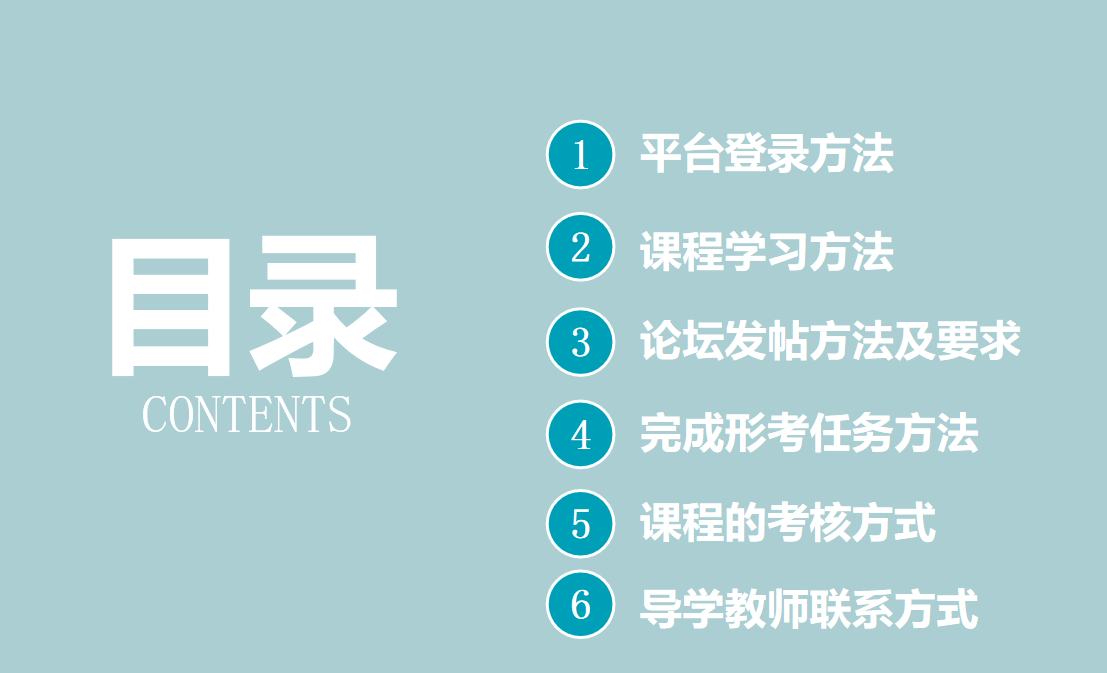 目录
CONTENTS
1 平台登录方法
2 课程学习方法
3 论坛发帖方法及要求
4 完成形考任务方法
5 课程的考核方式
6 导学教师联系方式